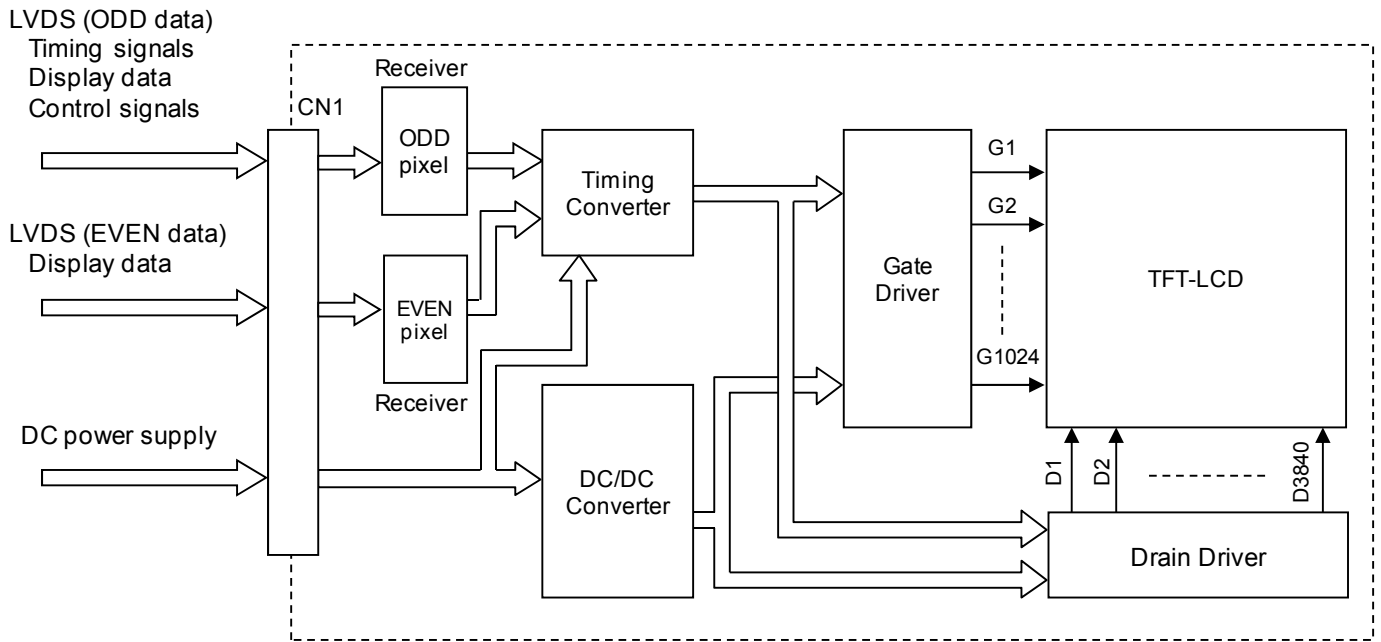 LVDS (ODD data)
Timing signals
Display data
Control signals
CN1
Receiver
ODD
pixel
Timing
Converter
LVDS (EVEN data)
Display data
EVEN
pixel
Receiver
DC power supply
DC/DC
Converter
Gate
Driver
G1
G2
G1024
TFT-LCD
D1
D2
D3840
Drain Driver